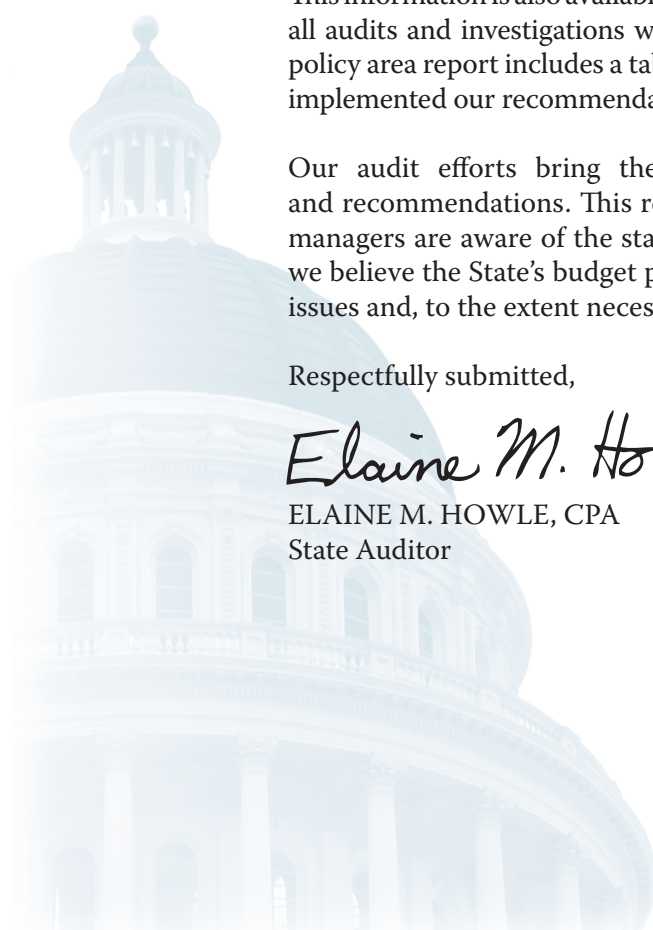 This information is also availab
all audits and investigations w
policy area report includes a ta
implemented our recommenda
Our audit efforts bring the
and recommendations. This r
managers are aware of the sta
we believe the State's budget p
issues and, to the extent neces
Respectfully submitted,
Elaine M. Ho
ELAINE M. HOWLE, CPA
State Auditor